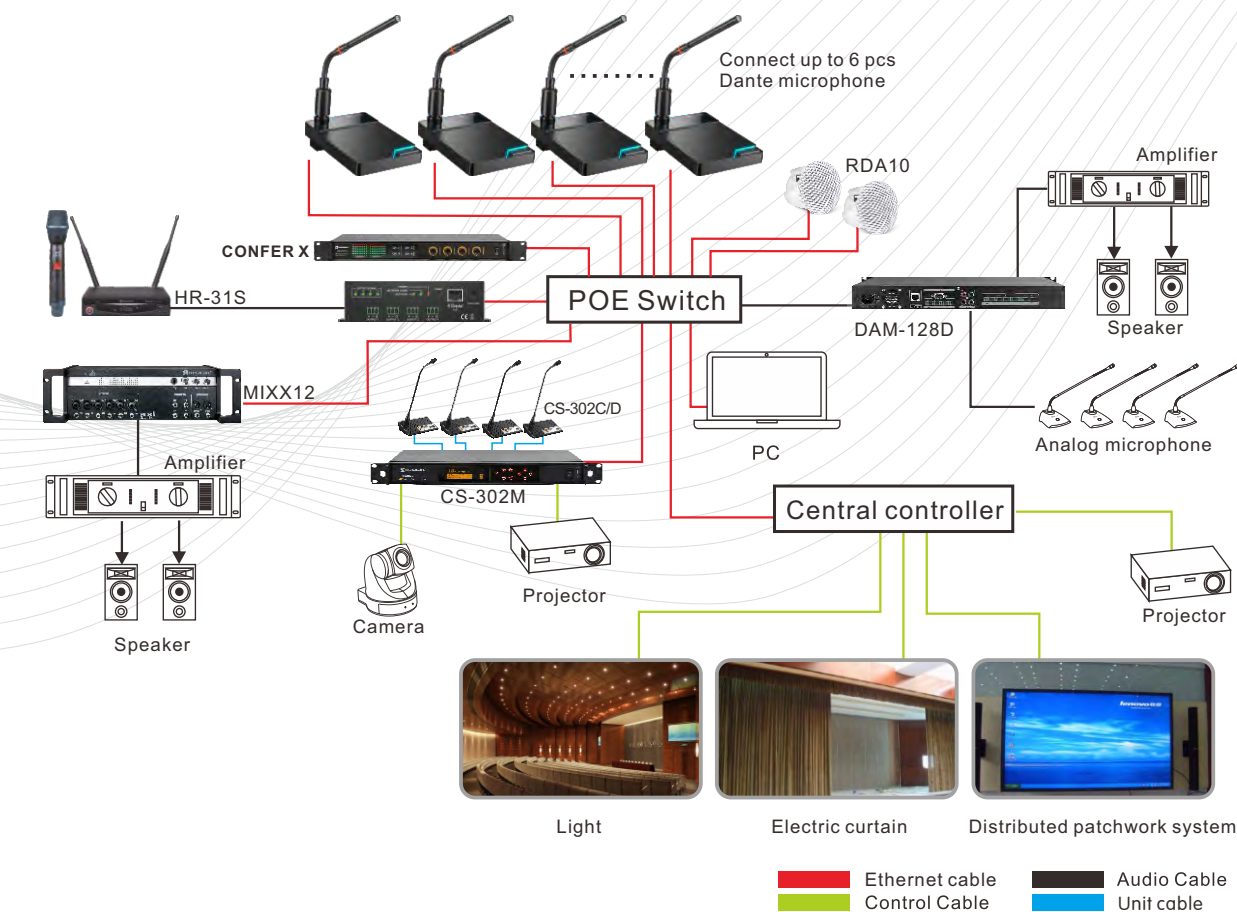 Connect up to 6 pcs
Dante microphone
RDA10
Amplifier
CONFER X
HR-31S
POE Switch
DAM-128D
Speaker
MIXX12
CS-302C/D
PC
Analog microphone
Amplifier
CS-302M
Central controller
Projector
Camera
Projector
Speaker
lenovo
Light
Electric curtain
Distributed patchwork system
Ethernet cable
Audio Cable
Control Cable
Unit cable